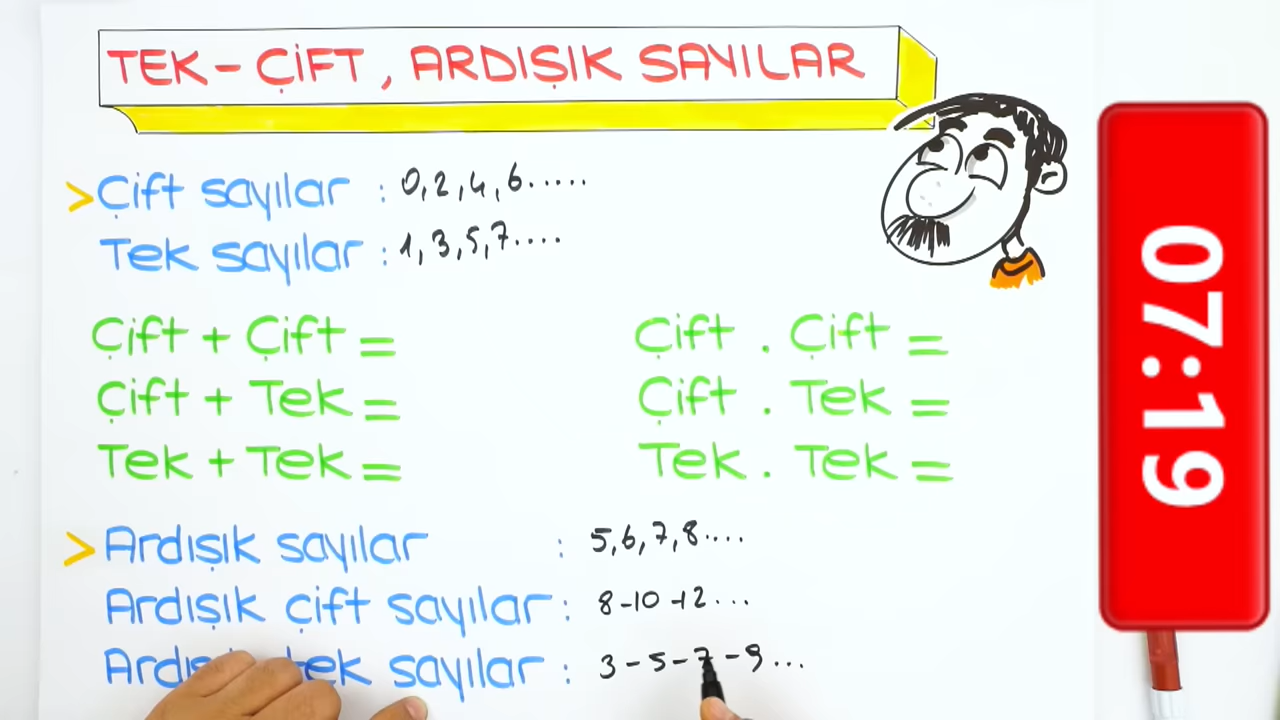 TEK - ÇİFT, ARDIŞIK SAYILAR
> Çift sayılar : 0, 2, 4, 6.....
Tek sayılar : 1, 3, 5, 7....
Çift + Çift =
Çift . Çift =
Çift + Tek =
Çift . Tek =
Tek + Tek =
Tek . Tek =
> Ardışık sayılar : 5, 6, 7, 8....
Ardışık çift sayılar : 8 - 10 - 12...
tek sayılar : 3 - 5 - 7 - 9...
07:19